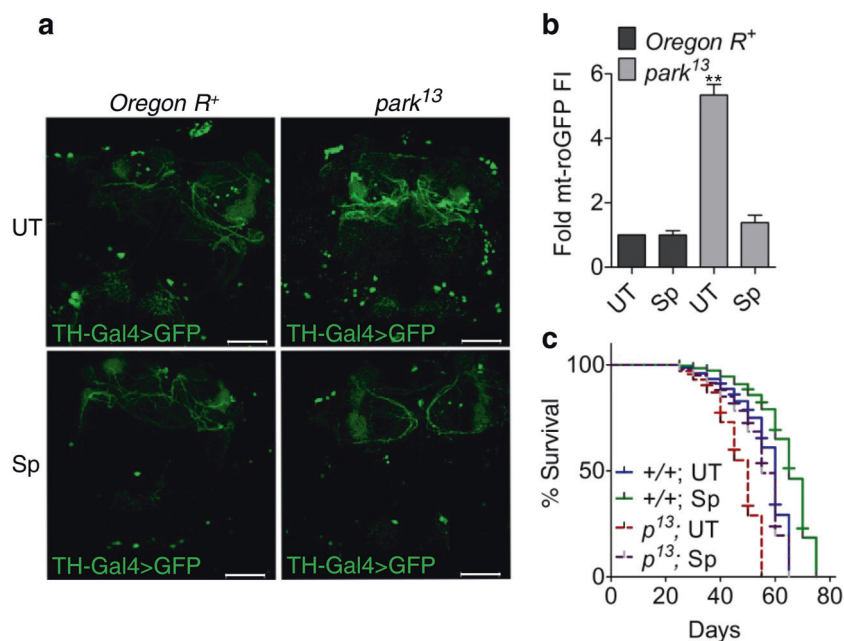 a
Oregon R⁺
park¹³
UT
TH-Gal4>GFP
TH-Gal4>GFP
Sp
TH-Gal4>GFP
TH-Gal4>GFP
b
Oregon R⁺
park¹³
**
Fold mt-roGFP FI
6
4
2
0
UT
Sp
UT
Sp
c
% Survival
100
50
0
+/+; UT
+/+; Sp
p¹³; UT
p¹³; Sp
0 20 40 60 80
Days